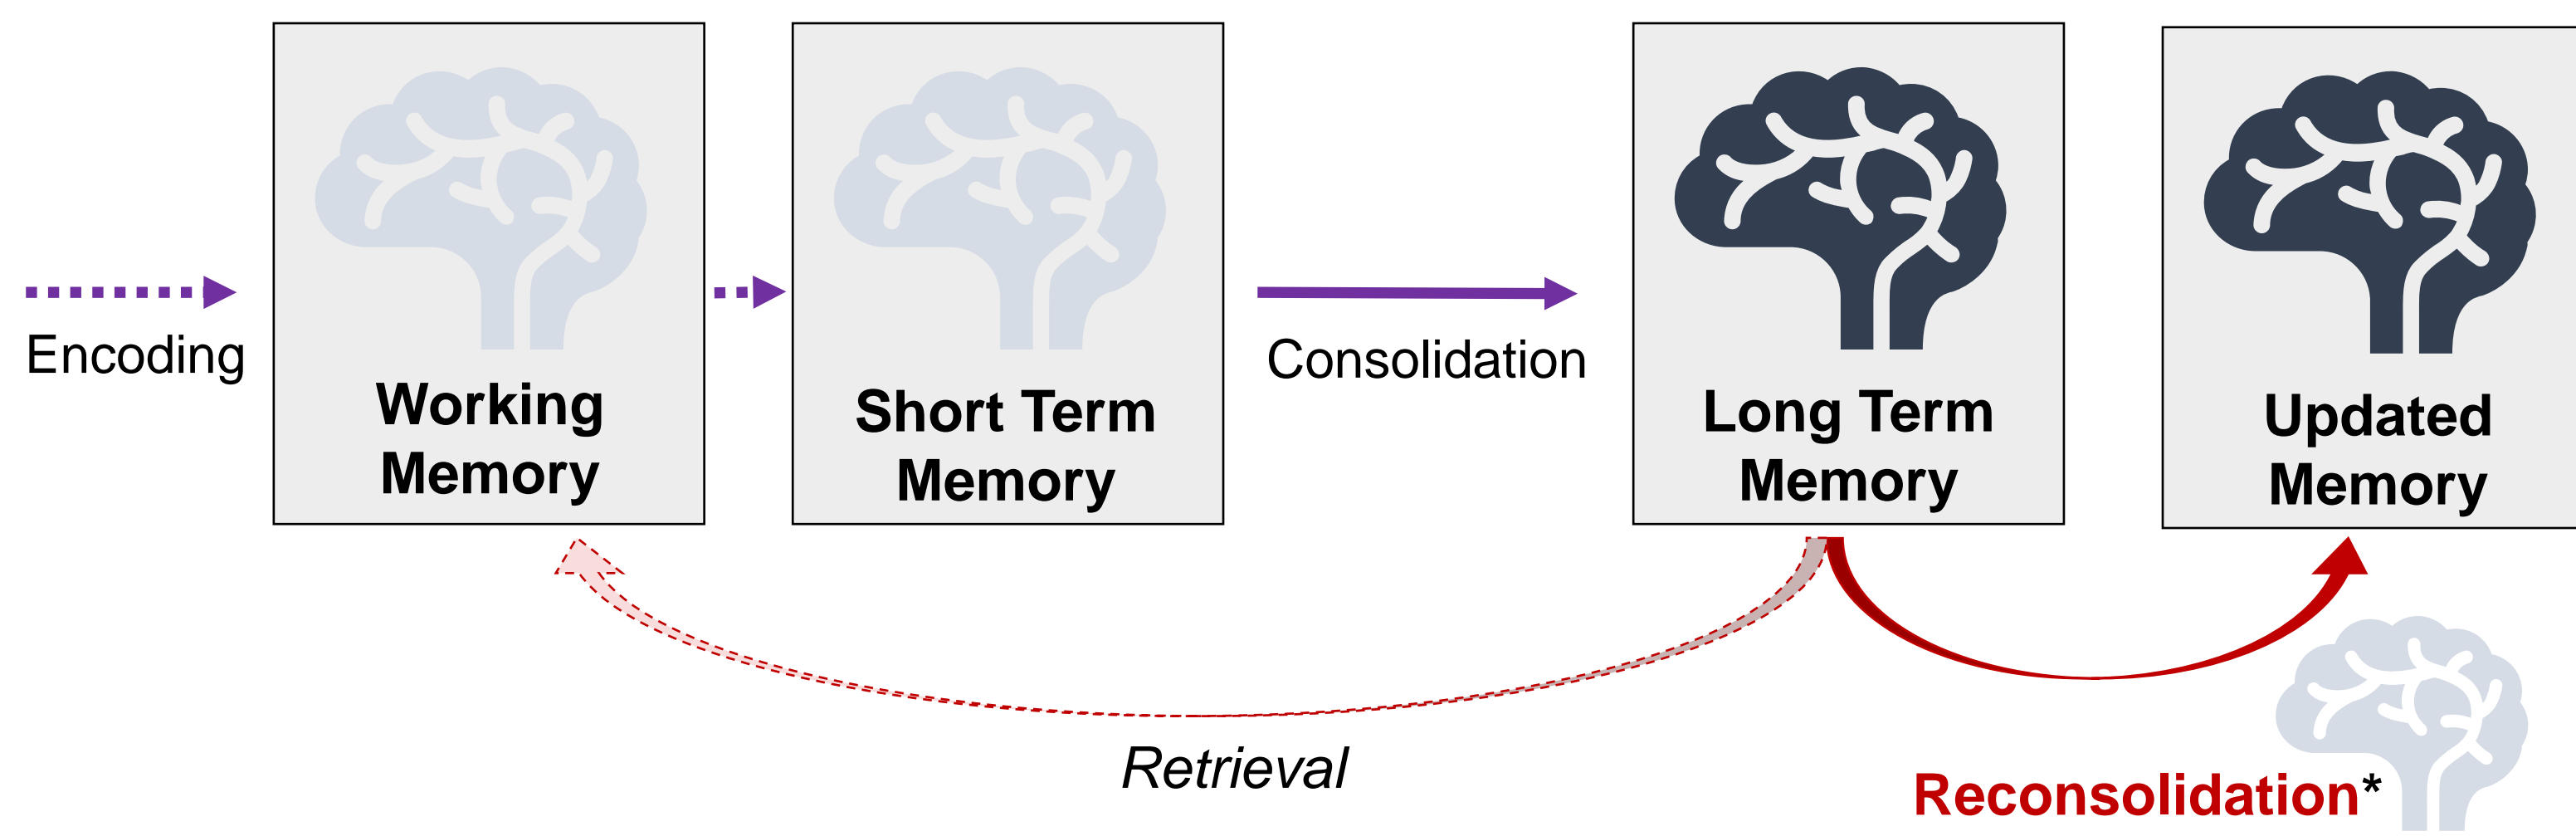 Encoding
Working
Memory
Short Term
Memory
Consolidation
Long Term
Memory
Updated
Memory
Retrieval
Reconsolidation*